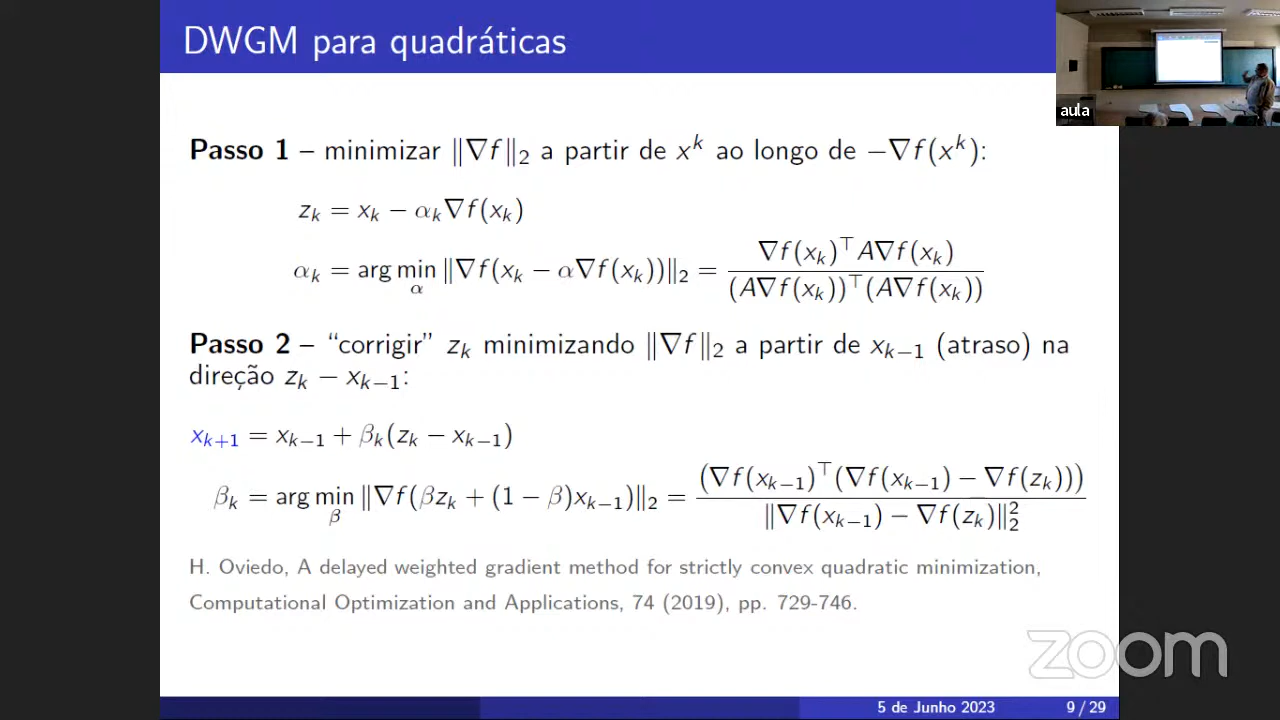 DWGM para quadráticas
aula
Passo 1 – minimizar ‖∇f‖₂ a partir de xᵏ ao longo de −∇f(xᵏ):
z_k = x_k − α_k∇f(x_k)
α_k = arg min_α ‖∇f(x_k − α∇f(x_k))‖₂ = ∇f(x_k)^⊤ A∇f(x_k) / (A∇f(x_k))^⊤(A∇f(x_k))
Passo 2 – “corrigir” z_k minimizando ‖∇f‖₂ a partir de x_{k−1} (atraso) na
direção z_k − x_{k−1}:
x_{k+1} = x_{k−1} + β_k(z_k − x_{k−1})
β_k = arg min_β ‖∇f(βz_k + (1 − β)x_{k−1})‖₂ = (∇f(x_{k−1})^⊤(∇f(x_{k−1}) − ∇f(z_k))) / ‖∇f(x_{k−1}) − ∇f(z_k)‖₂²
H. Oviedo, A delayed weighted gradient method for strictly convex quadratic minimization,
Computational Optimization and Applications, 74 (2019), pp. 729-746.
zoom
5 de Junho 2023 9 / 29